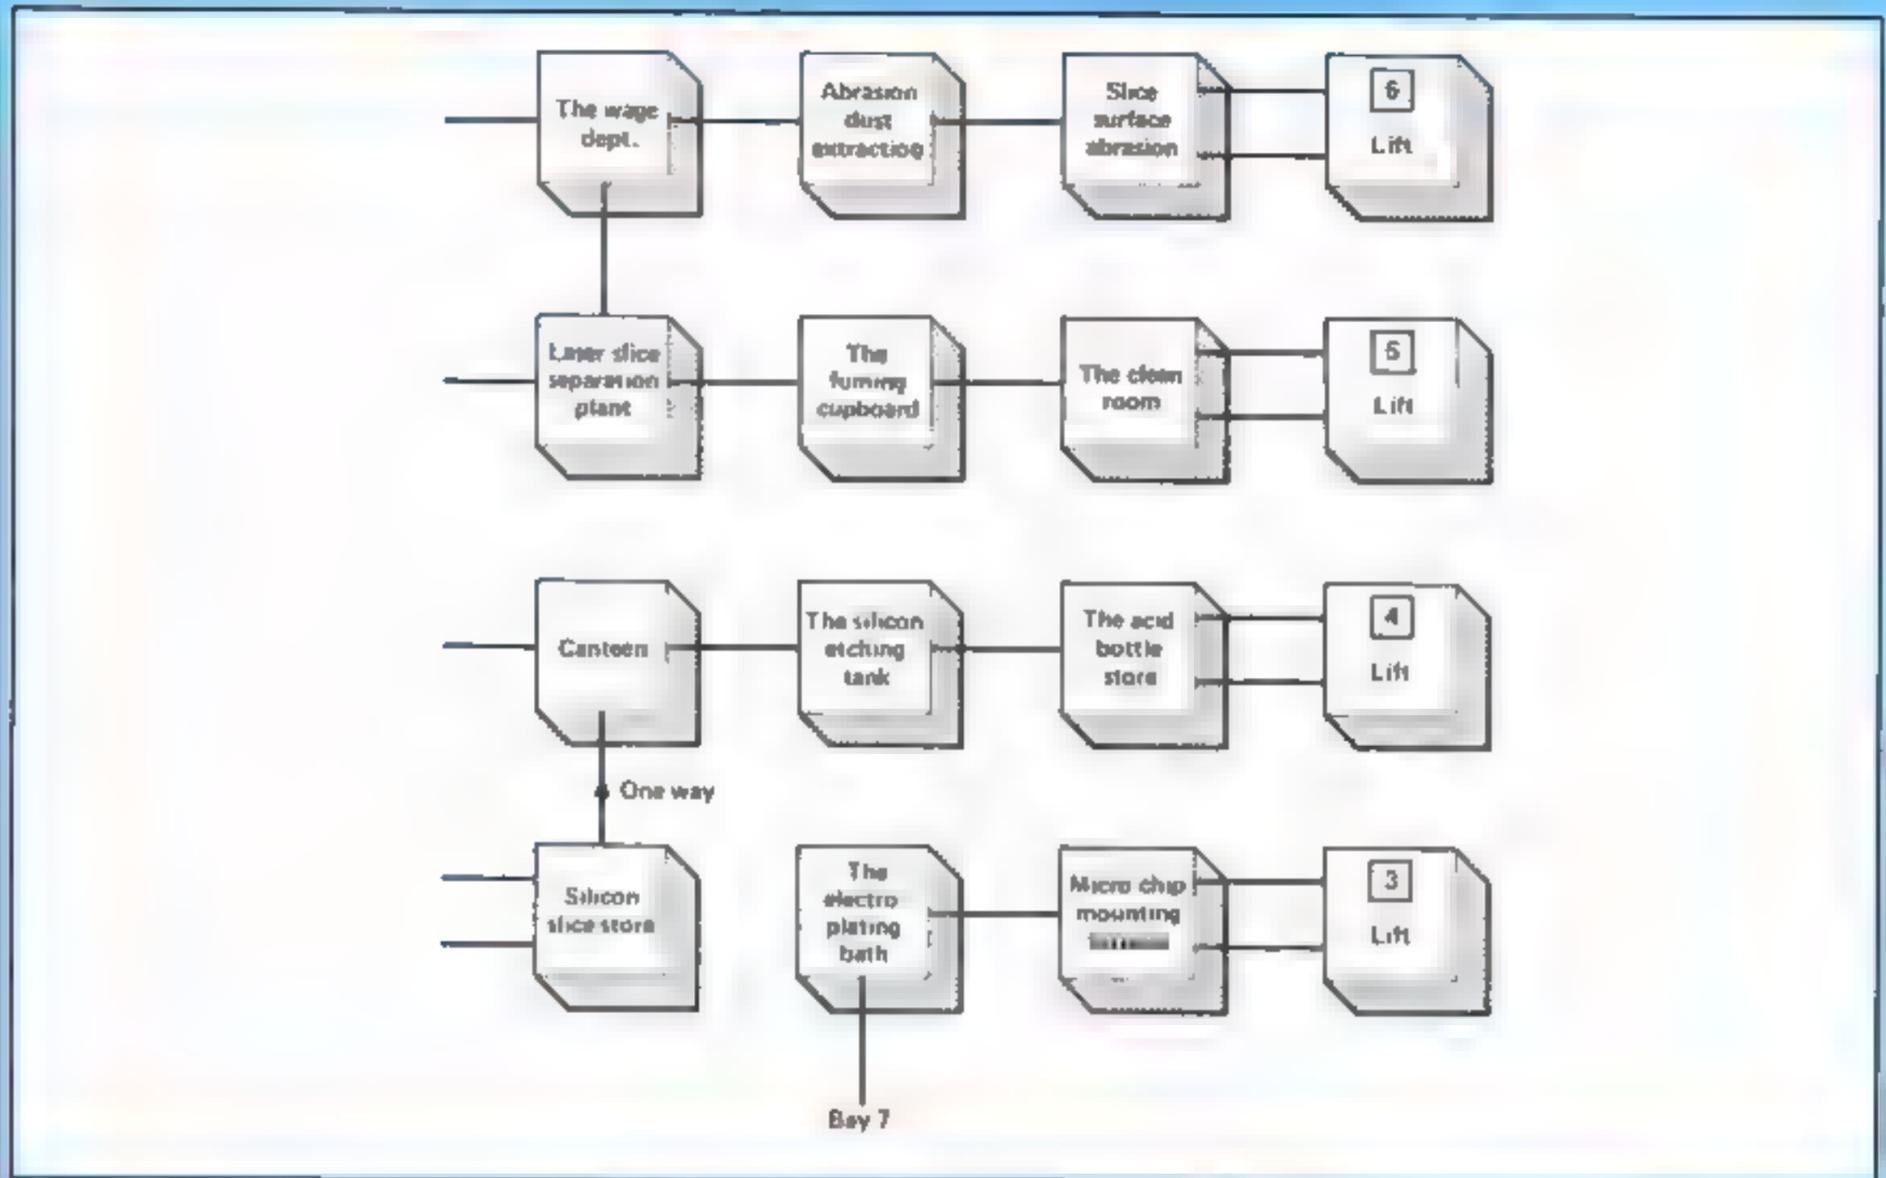 The wage
dept.
Abrasion
dust
extraction
Slice
surface
abrasion
6
Lift
Laser slice
separation
plant
The
fuming
cupboard
The clean
room
5
Lift
Canteen
The silicon
etching
tank
The acid
bottle
store
4
Lift
One way
Silicon
slice store
The
electro
plating
bath
Micro chip
mounting
3
Lift
Bay 7